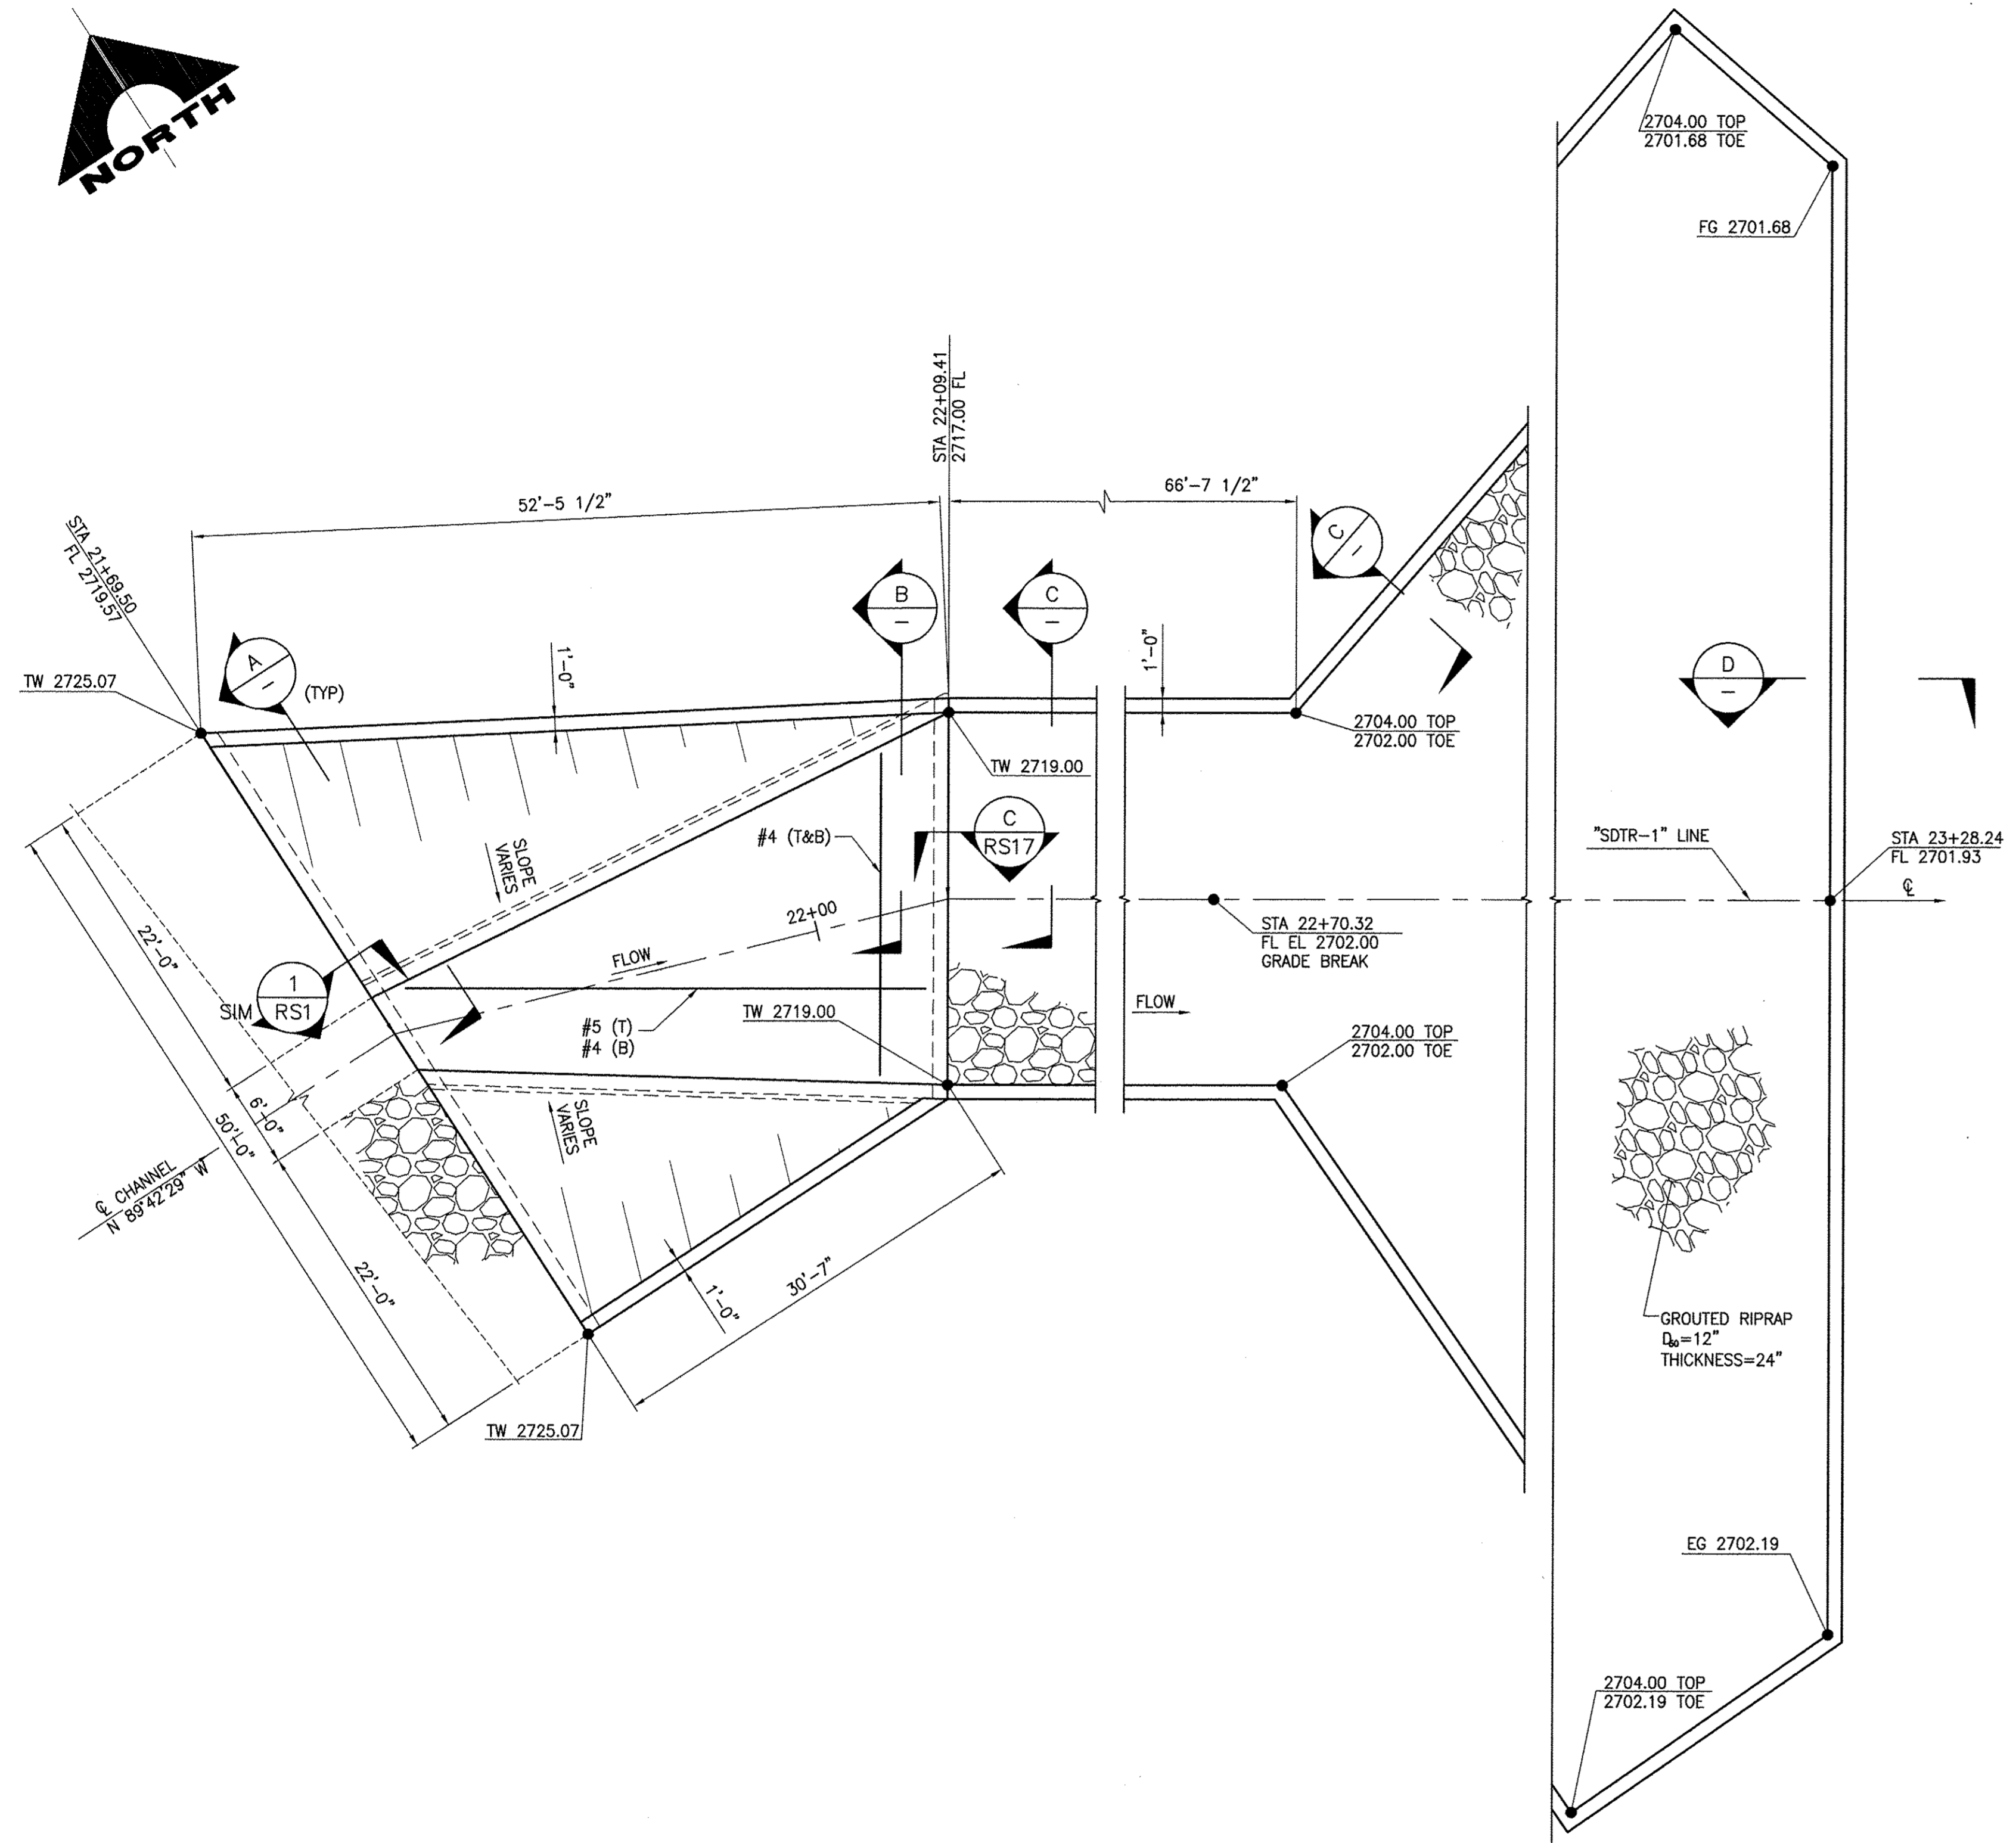 NORTH
2704.00 TOP
2701.68 TOE
FG 2701.68
STA 22+09.41
2717.00 FL
52'-5 1/2"
66'-7 1/2"
STA 21+69.50
FL 2719.57
B
–
C
–
C
–
A
–
(TYP)
1'-0"
1'-0"
D
–
TW 2725.07
2704.00 TOP
2702.00 TOE
TW 2719.00
#4 (T&B)
C
RS17
"SDTR-1" LINE
STA 23+28.24
FL 2701.93
℄
SLOPE
VARIES
22+00
STA 22+70.32
FL EL 2702.00
GRADE BREAK
22'-0"
FLOW
1
RS1
SIM
TW 2719.00
FLOW
#5 (T)
#4 (B)
2704.00 TOP
2702.00 TOE
6'-0"
50'-0"
SLOPE
VARIES
℄ CHANNEL
N 89°42'29" W
22'-0"
30'-7"
1'-0"
GROUTED RIPRAP
D50=12"
THICKNESS=24"
TW 2725.07
EG 2702.19
2704.00 TOP
2702.19 TOE